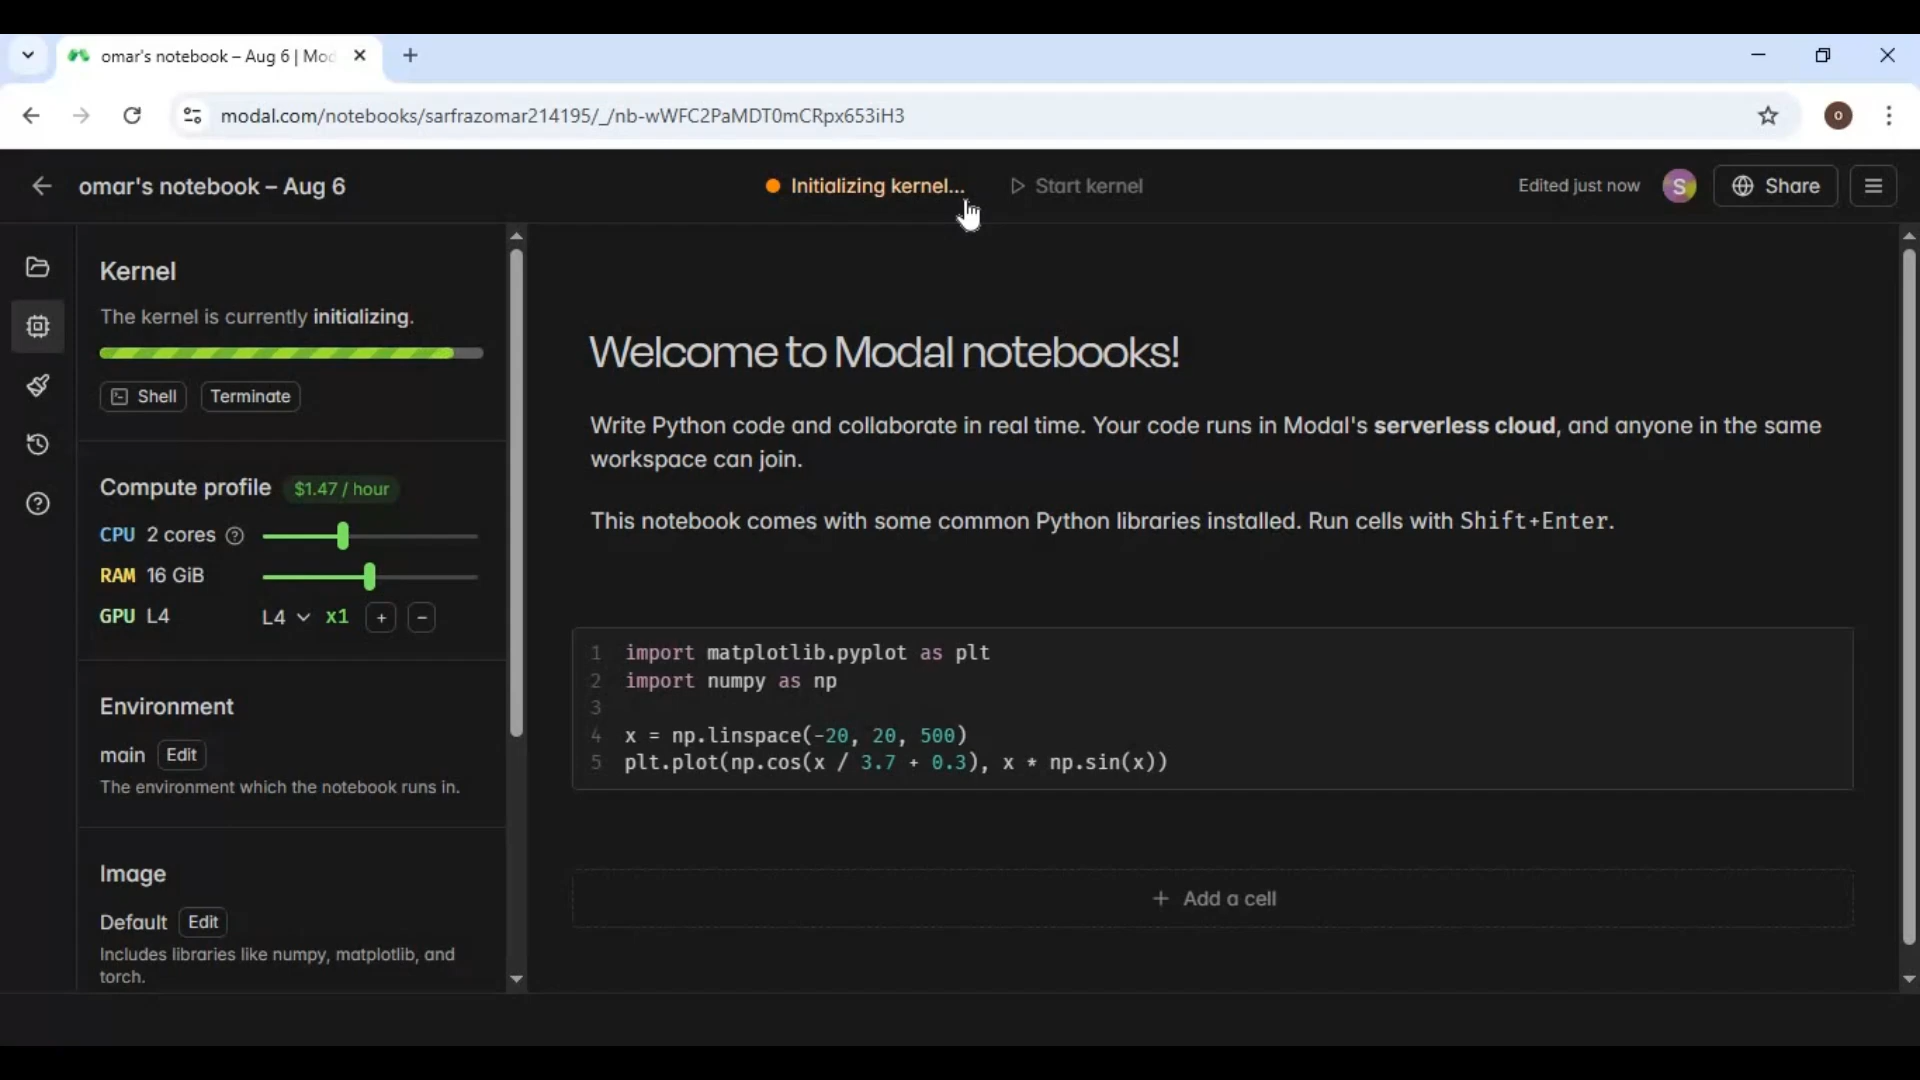 omar's notebook – Aug 6 | Mod
modal.com/notebooks/sarfrazomar214195/_/nb-wWFC2PaMDT0mCRpx653iH3
o
omar's notebook – Aug 6
Initializing kernel...
Start kernel
Edited just now
S
Share
Kernel
The kernel is currently initializing.
Shell
Terminate
Compute profile $1.47 / hour
CPU 2 cores
RAM 16 GiB
GPU L4 L4 x1 + −
Environment
main Edit
The environment which the notebook runs in.
Image
Default Edit
Includes libraries like numpy, matplotlib, and
torch.
Welcome to Modal notebooks!
Write Python code and collaborate in real time. Your code runs in Modal's serverless cloud, and anyone in the same
workspace can join.
This notebook comes with some common Python libraries installed. Run cells with Shift+Enter.
1 import matplotlib.pyplot as plt
2 import numpy as np
3
4 x = np.linspace(-20, 20, 500)
5 plt.plot(np.cos(x / 3.7 + 0.3), x * np.sin(x))
+ Add a cell